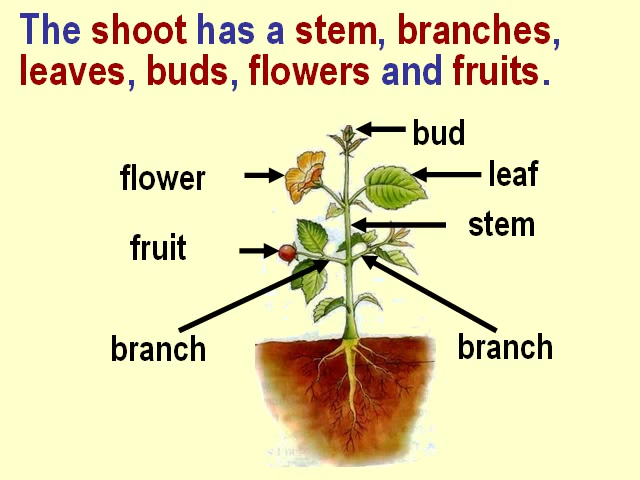 The shoot has a stem, branches,
leaves, buds, flowers and fruits.
bud
flower
leaf
stem
fruit
branch
branch